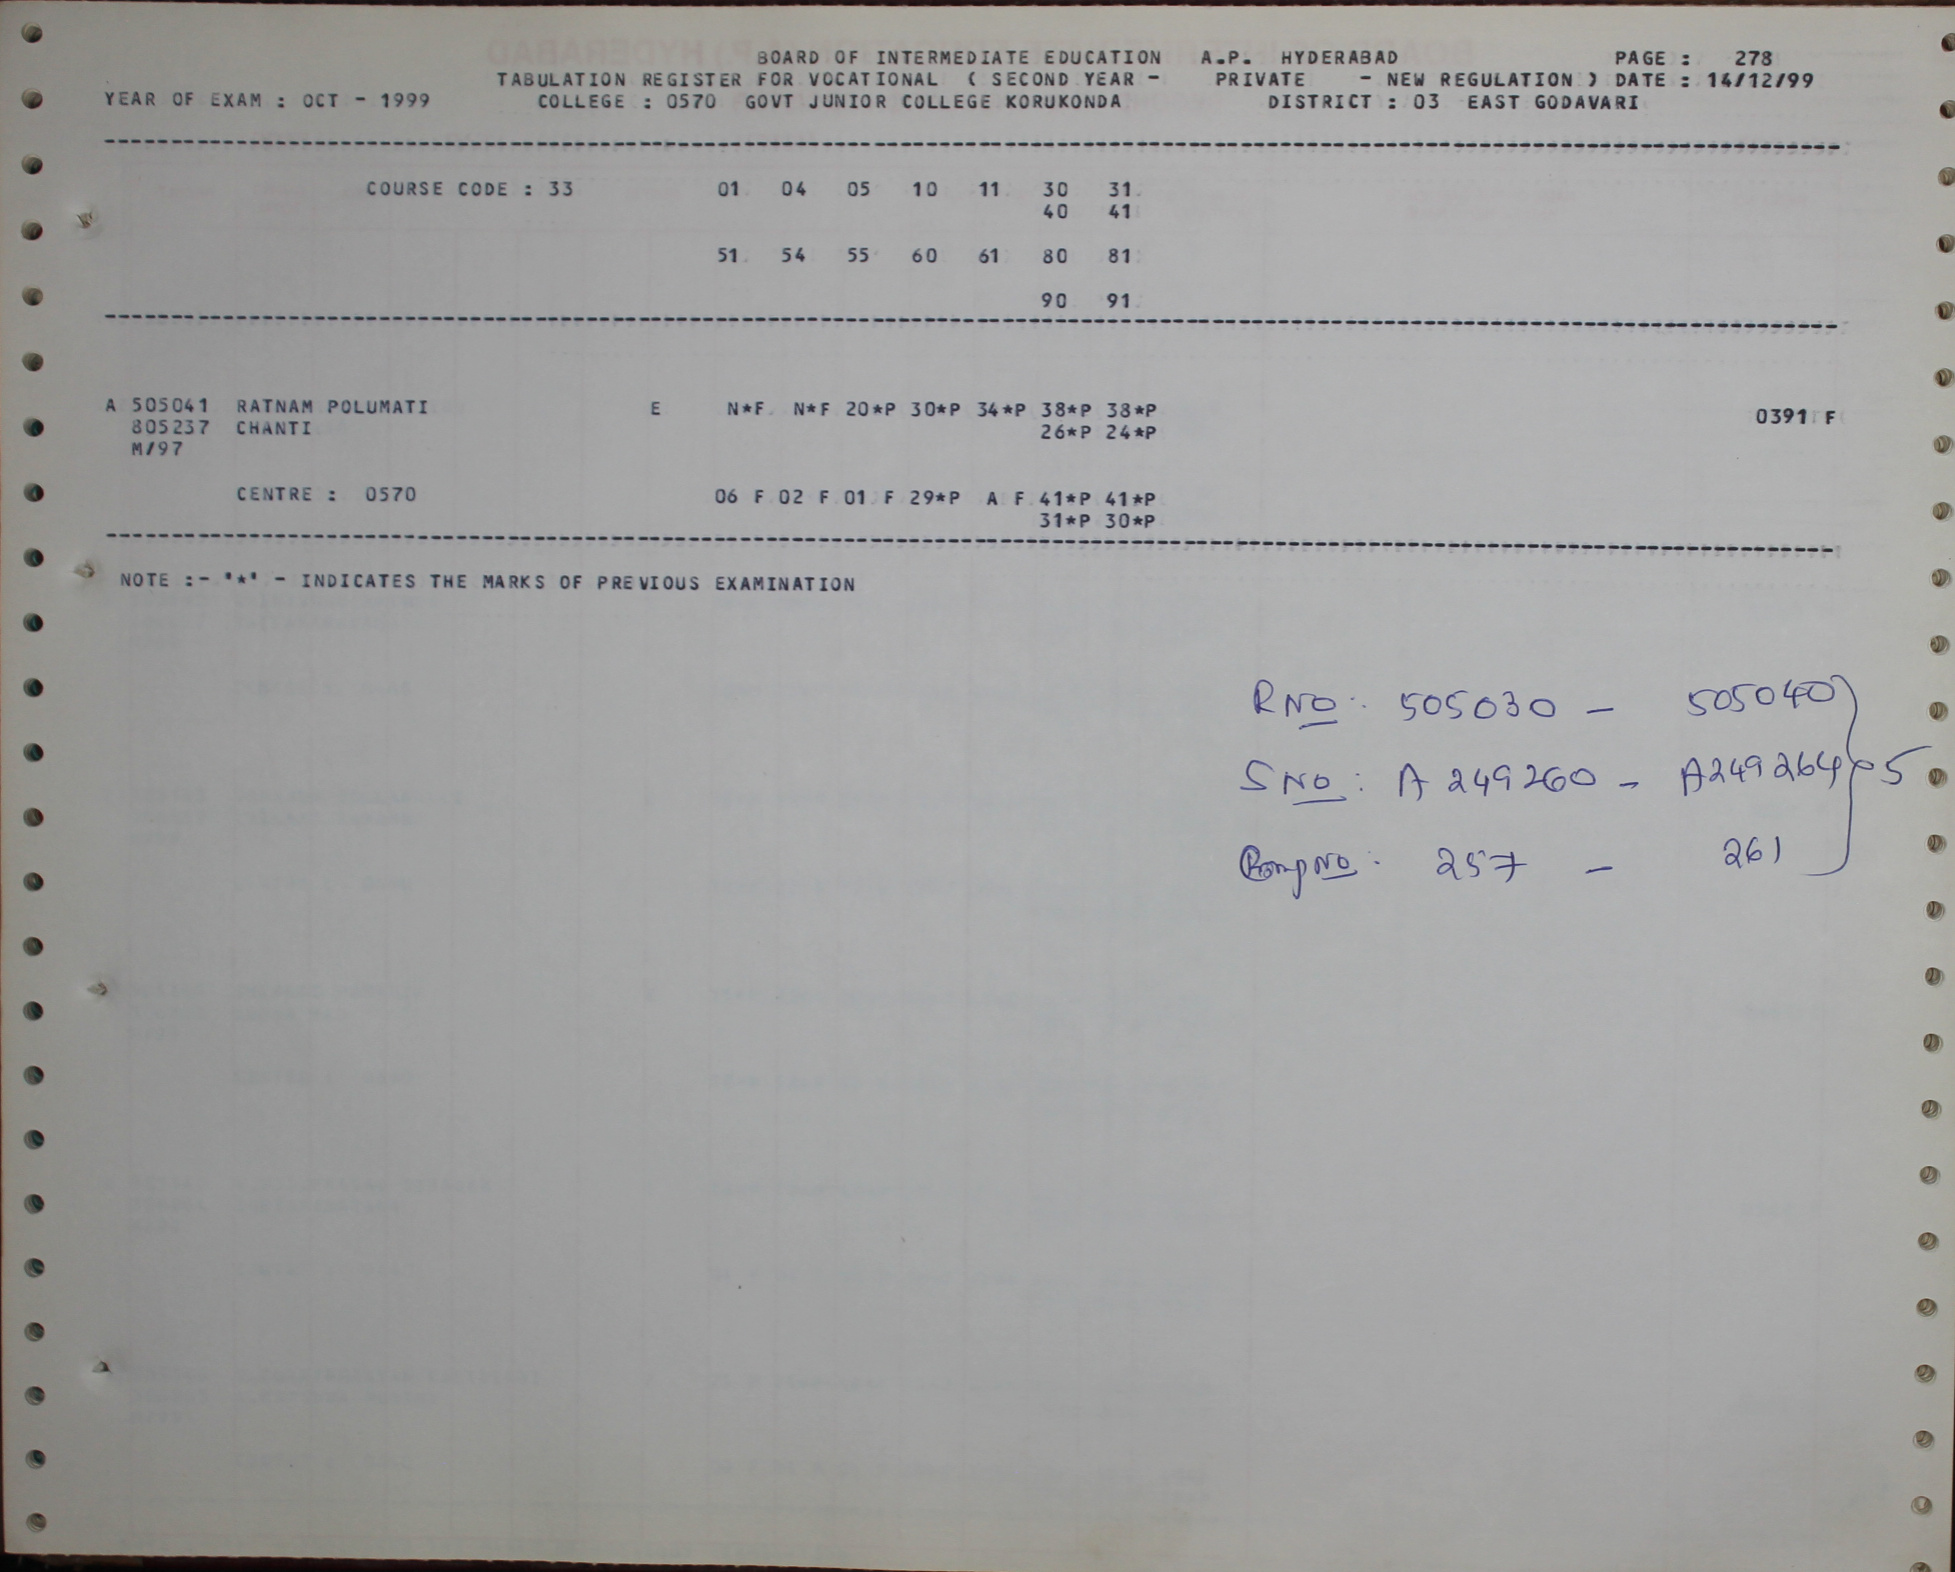 BOARD OF INTERMEDIATE EDUCATION A.P. HYDERABAD PAGE : 278
TABULATION REGISTER FOR VOCATIONAL ( SECOND YEAR - PRIVATE - NEW REGULATION ) DATE : 14/12/99
YEAR OF EXAM : OCT - 1999 COLLEGE : 0570 GOVT JUNIOR COLLEGE KORUKONDA DISTRICT : 03 EAST GODAVARI
COURSE CODE : 33 01 04 05 10 11 30 31
40 41
51 54 55 60 61 80 81
90 91
A 505041 RATNAM POLUMATI E N*F N*F 20*P 30*P 34*P 38*P 38*P 0391 F
805237 CHANTI 26*P 24*P
M/97
CENTRE : 0570 06 F 02 F 01 F 29*P A F 41*P 41*P
31*P 30*P
NOTE :- "*" - INDICATES THE MARKS OF PREVIOUS EXAMINATION
RNO: 505030 - 505040
SNO: A 249260 - A249264 05
CompNO: 257 - 261